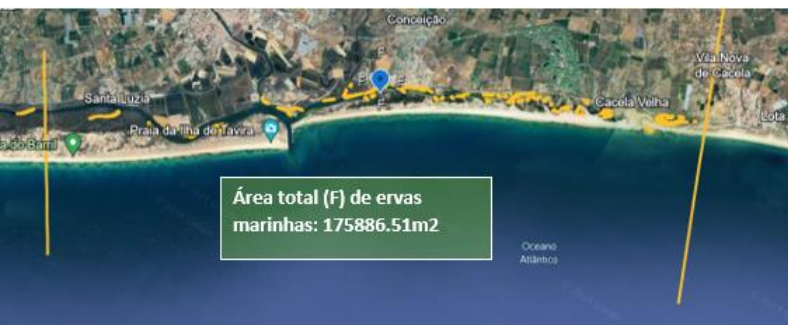 Conceição
Vila Nova
de Cacela
Santa Luzia
Cacela Velha
Lota
Praia da Ilha de Tavira
do Barril
Área total (F) de ervas
marinhas: 175886.51m2
Oceano
Atlântico